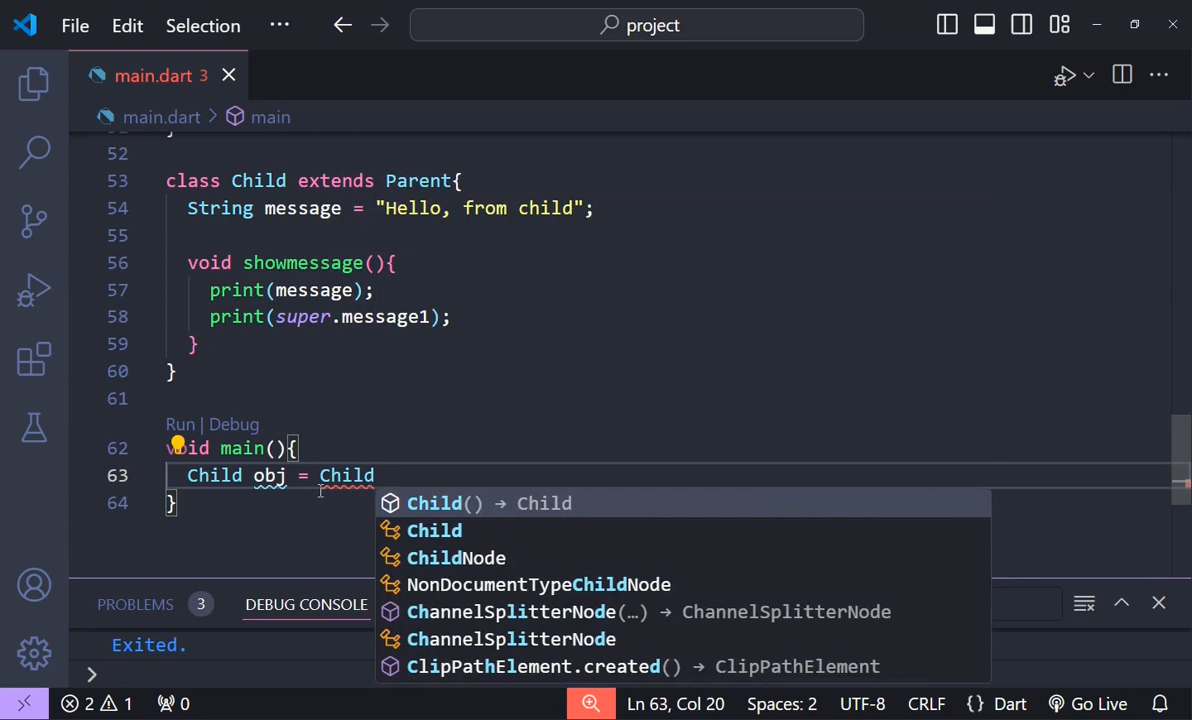 File Edit Selection ··· project
main.dart 3
main.dart > main
52
53 class Child extends Parent{
54 String message = "Hello, from child";
55
56 void showmessage(){
57 print(message);
58 print(super.message1);
59 }
60 }
61
Run | Debug
62 void main(){
63 Child obj = Child
64 }
Child() → Child
Child
ChildNode
NonDocumentTypeChildNode
ChannelSplitterNode(…) → ChannelSplitterNode
ChannelSplitterNode
ClipPathElement.created() → ClipPathElement
PROBLEMS 3 DEBUG CONSOLE
Exited.
>
2 1 0 Ln 63, Col 20 Spaces: 2 UTF-8 CRLF {} Dart Go Live